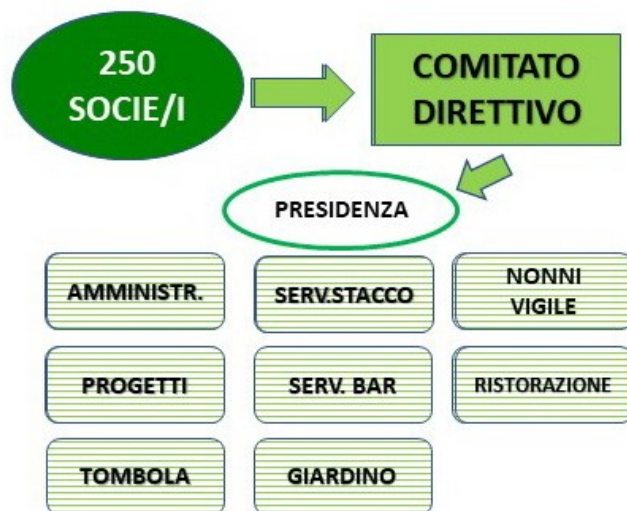 250
SOCIE/I
COMITATO
DIRETTIVO
PRESIDENZA
AMMINISTR.
SERV.STACCO
NONNI
VIGILE
PROGETTI
SERV. BAR
RISTORAZIONE
TOMBOLA
GIARDINO